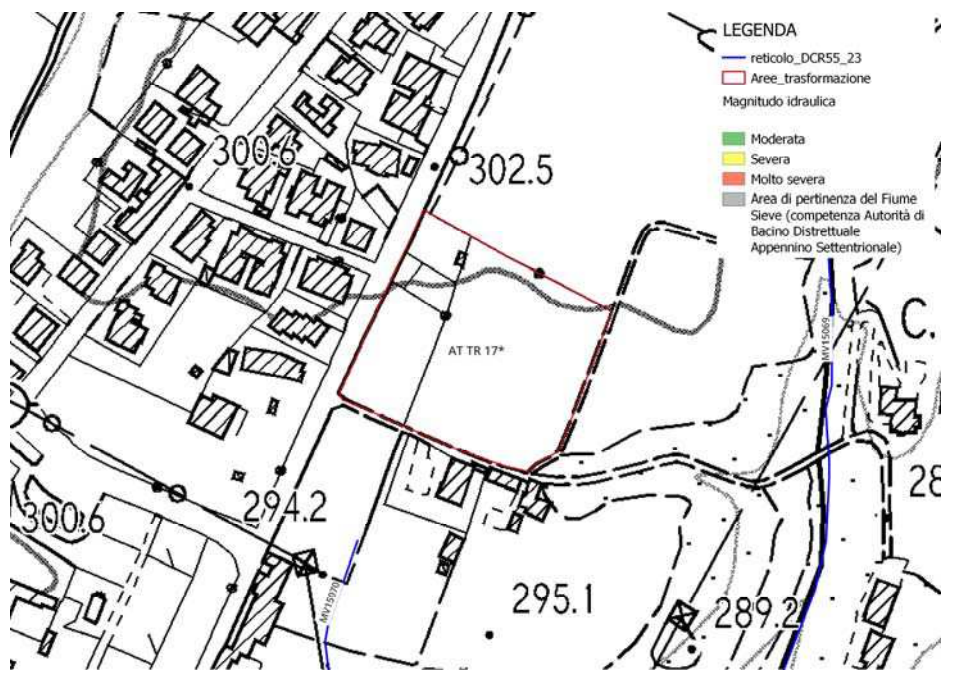 LEGENDA
reticolo_DCR55_23
Aree_trasformazione
Magnitudo idraulica
Moderata
Severa
Molto severa
Area di pertinenza del Fiume
Sieve (competenza Autorità di
Bacino Distrettuale
Appennino Settentrionale)
300.6
302.5
MV15069
C.
AT TR 17*
28
300.6
294.2
MV15970
295.1
289.2